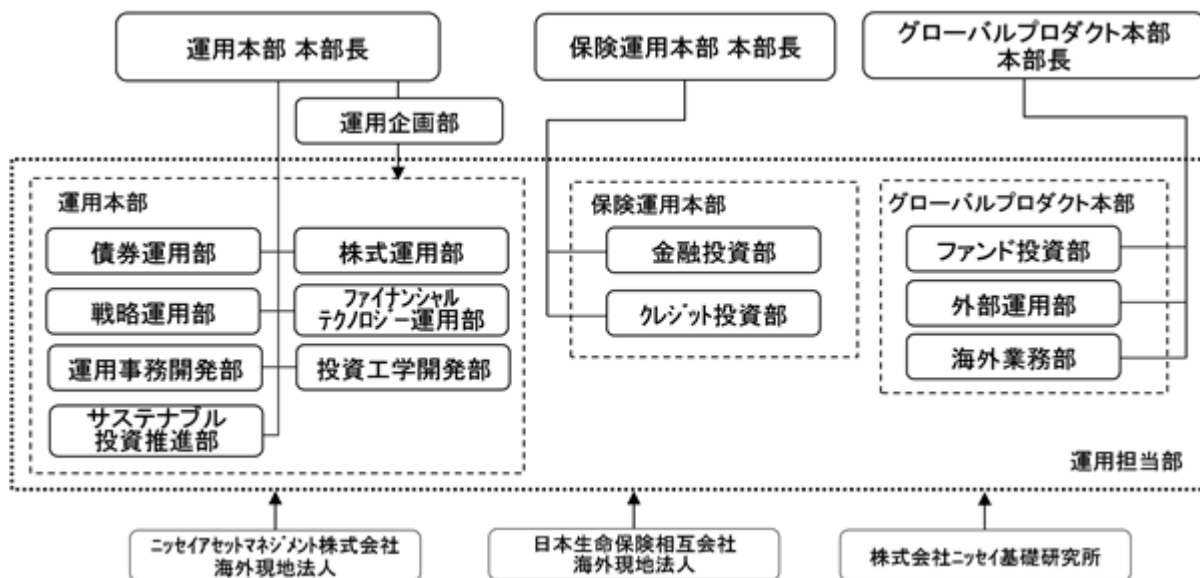 運用本部 本部長
保険運用本部 本部長
グローバルプロダクト本部
本部長
運用企画部
運用本部
債券運用部
株式運用部
戦略運用部
ファイナンシャル
テクノロジー運用部
運用事務開発部
投資工学開発部
サステナブル
投資推進部
保険運用本部
金融投資部
クレジット投資部
グローバルプロダクト本部
ファンド投資部
外部運用部
海外業務部
運用担当部
ニッセイアセットマネジメント株式会社
海外現地法人
日本生命保険相互会社
海外現地法人
株式会社ニッセイ基礎研究所